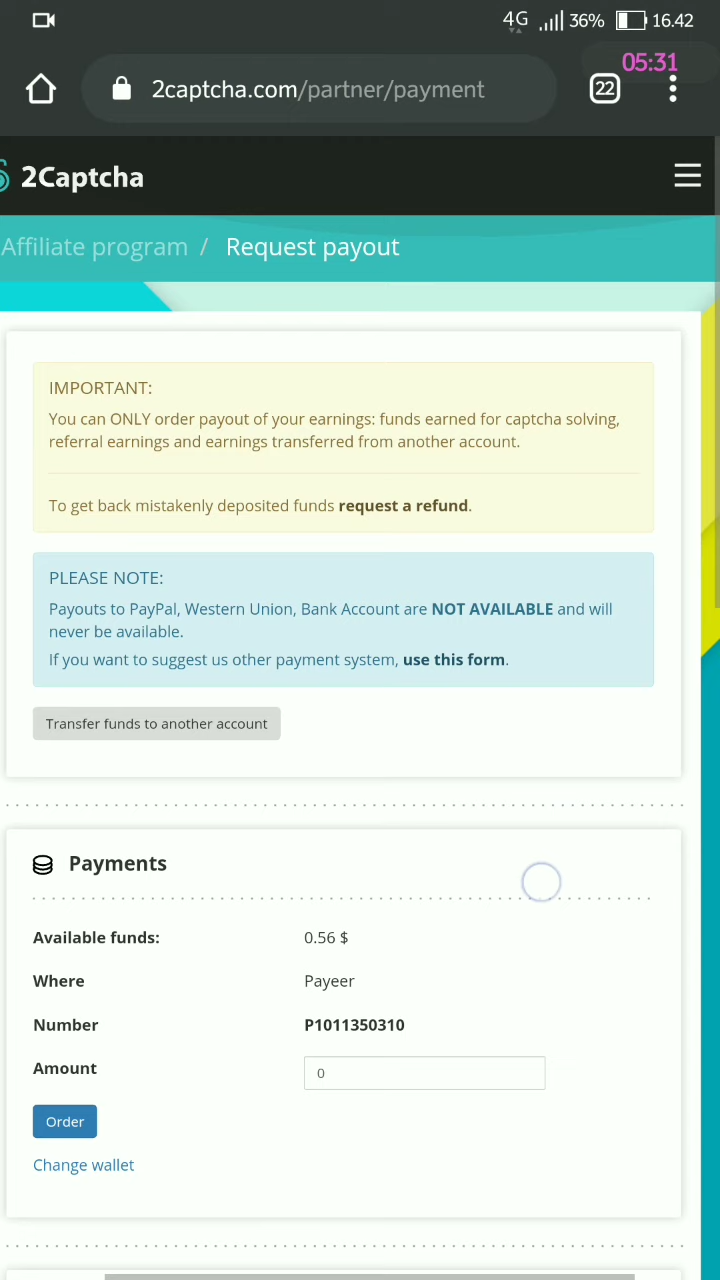 4G 36% 16.42
05:31
2captcha.com/partner/payment
22
2Captcha
Affiliate program / Request payout
IMPORTANT:
You can ONLY order payout of your earnings: funds earned for captcha solving,
referral earnings and earnings transferred from another account.
To get back mistakenly deposited funds request a refund.
PLEASE NOTE:
Payouts to PayPal, Western Union, Bank Account are NOT AVAILABLE and will
never be available.
If you want to suggest us other payment system, use this form.
Transfer funds to another account
Payments
Available funds: 0.56 $
Where Payeer
Number P1011350310
Amount 0
Order
Change wallet